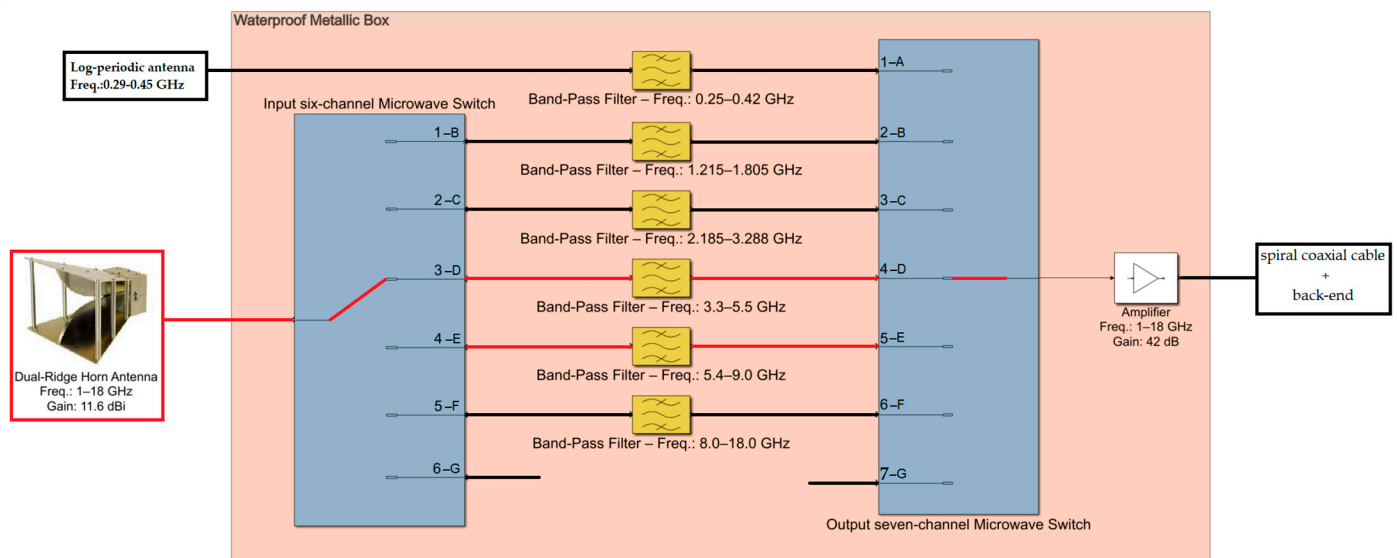 Waterproof Metallic Box
Log-periodic antenna
Freq.:0.29-0.45 GHz
1–A
Band-Pass Filter – Freq.: 0.25–0.42 GHz
Input six-channel Microwave Switch
1–B
2–B
Band-Pass Filter – Freq.: 1.215–1.805 GHz
2–C
3–C
Band-Pass Filter – Freq.: 2.185–3.288 GHz
3–D
4–D
Band-Pass Filter – Freq.: 3.3–5.5 GHz
4–E
5–E
Band-Pass Filter – Freq.: 5.4–9.0 GHz
5–F
6–F
Band-Pass Filter – Freq.: 8.0–18.0 GHz
6–G
7–G
Output seven-channel Microwave Switch
Dual-Ridge Horn Antenna
Freq.: 1–18 GHz
Gain: 11.6 dBi
Amplifier
Freq.: 1–18 GHz
Gain: 42 dB
spiral coaxial cable
+
back-end